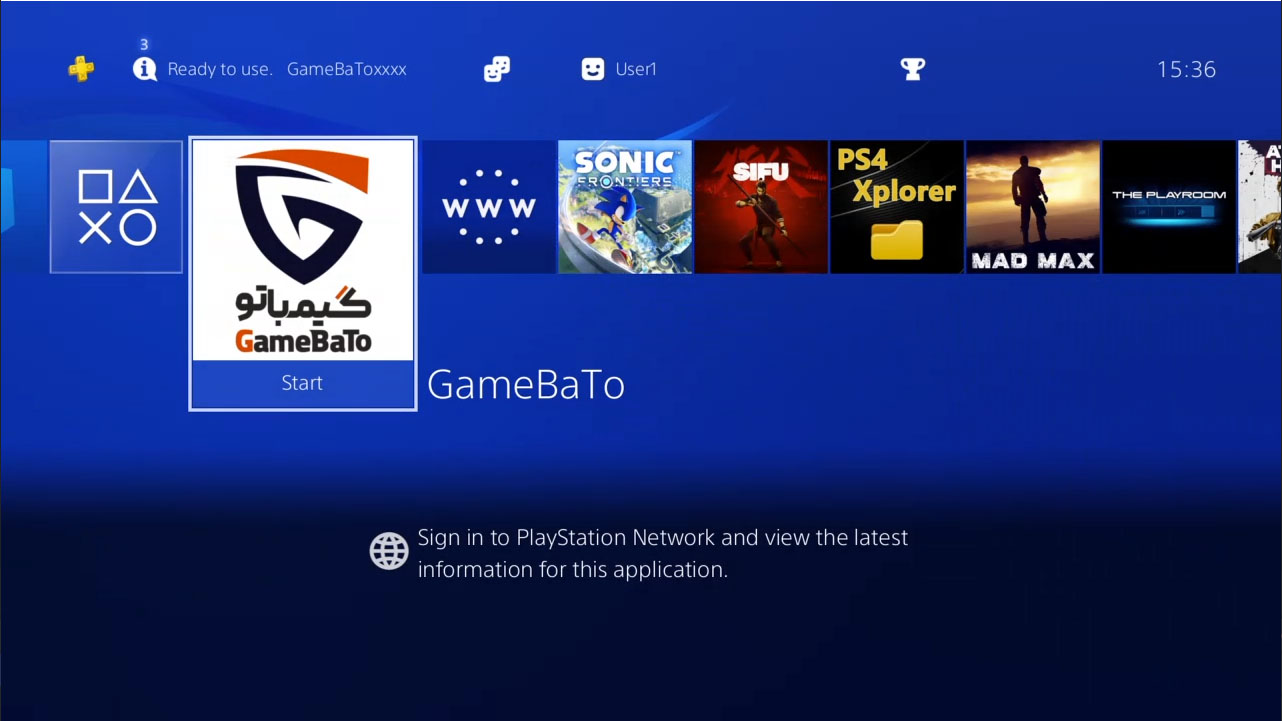 3
Ready to use. GameBaToxxxx
User1
15:36
گیم‌باتو
GameBaTo
Start
WWW
SONIC
FRONTIERS
SIFU
PS4
Xplorer
MAD MAX
THE PLAYROOM
GameBaTo
Sign in to PlayStation Network and view the latest
information for this application.